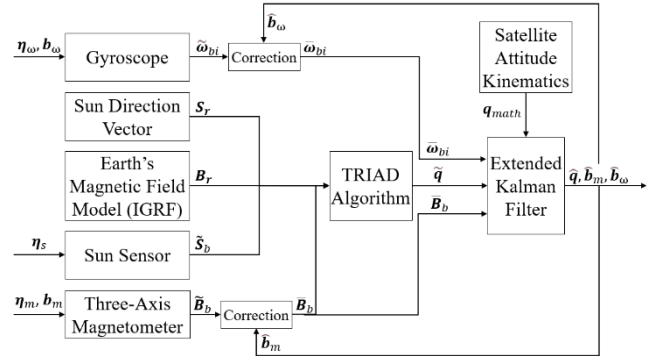 b̂_ω
η_ω, b_ω
Gyroscope
ω̃_bi
Correction
ω̄_bi
Satellite
Attitude
Kinematics
Sun Direction
Vector
S_r
q_math
Earth's
Magnetic Field
Model (IGRF)
B_r
TRIAD
Algorithm
ω̄_bi
q̃
B̄_b
Extended
Kalman
Filter
q̂, b̂_m, b̂_ω
η_s
Sun Sensor
S̃_b
η_m, b_m
Three-Axis
Magnetometer
B̃_b
Correction
B̄_b
b̂_m